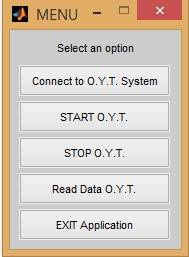 MENU
Select an option
Connect to O.Y.T. System
START O.Y.T.
STOP O.Y.T.
Read Data O.Y.T.
EXIT Application